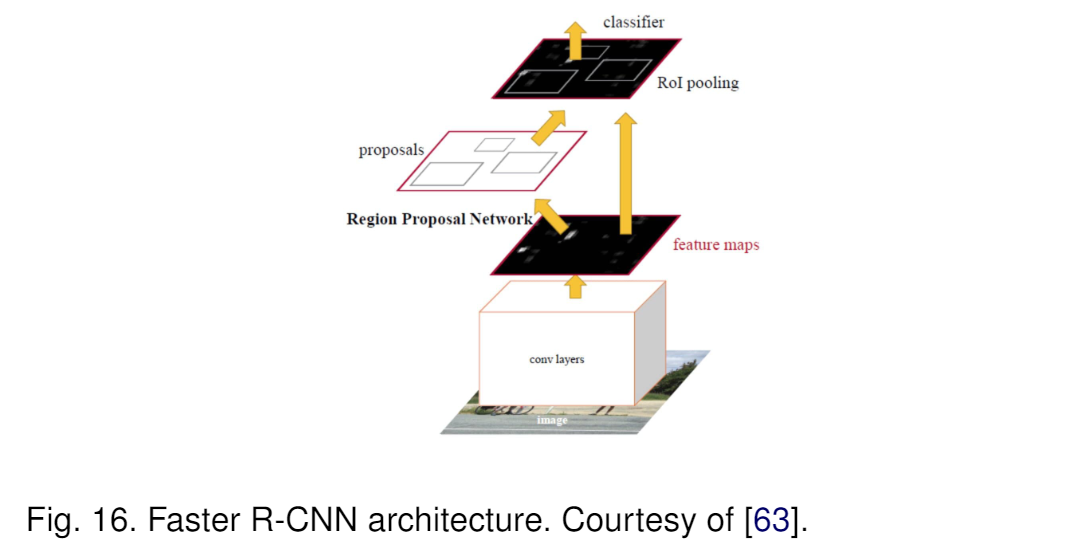 classifier
RoI pooling
proposals
Region Proposal Network
feature maps
conv layers
image
Fig. 16. Faster R-CNN architecture. Courtesy of [63].